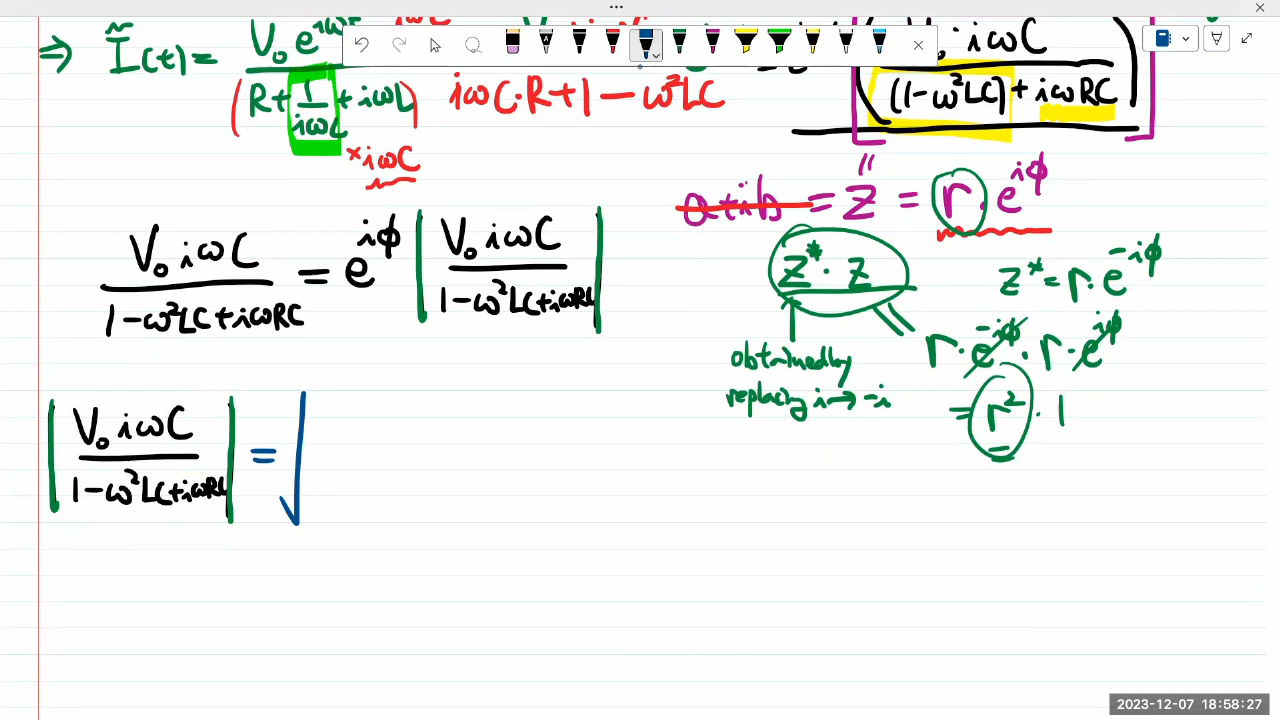 ⇒ Ĩ(t) = V₀ e^{iω / (R + 1/iωC + iωL)
iωC·R + 1 − ω²LC
· iωC / (1−ω²LC) + iωRC
× iωC
a+ib = Z = r · e^{iϕ}
V₀ iωC / 1−ω²LC+iωRC = e^{iϕ} | V₀ iωC / 1−ω²LC+iωRC |
z* · z
z* = r · e^{−iϕ}
r · e^{−iϕ} · r · e^{iϕ}
= r² · 1
obtained by
replacing i → −i
| V₀ iωC / 1−ω²LC+iωRC | = √
2023-12-07 18:58:27